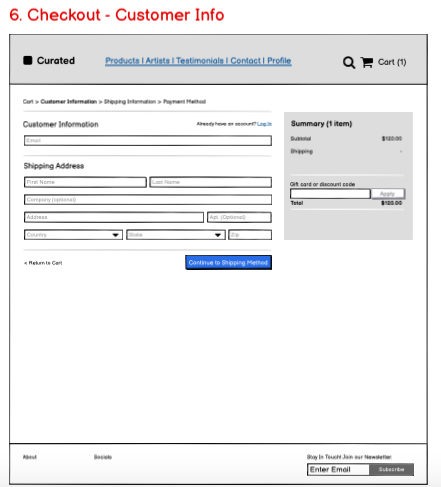 6. Checkout - Customer Info
Curated
Products | Artists | Testimonials | Contact | Profile
Cart (1)
Cart > Customer Information > Shipping Information > Payment Method
Customer Information
Already have an account? Log In
Email
Shipping Address
First Name
Last Name
Company (optional)
Address
Apt. (Optional)
Country
State
Zip
< Return to Cart
Continue to Shipping Method
Summary (1 item)
Subtotal $120.00
Shipping -
Gift card or discount code
Apply
Total $120.00
About
Socials
Stay In Touch! Join our Newsletter.
Enter Email
Subscribe